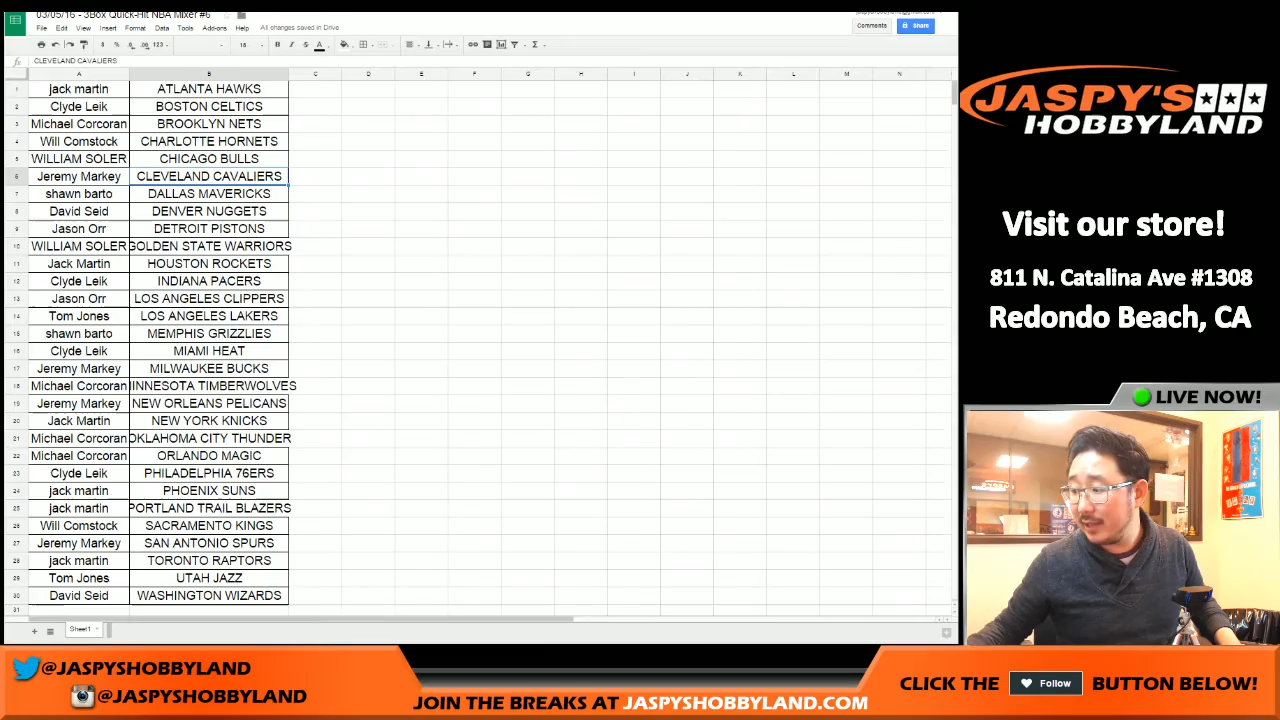 03/05/16 - 3Box Quick-Hit NBA Mixer #6
File Edit View Insert Format Data Tools Add-ons Help All changes saved in Drive
Comments Share
$ % .0 .00 123 18 B I S A
fx CLEVELAND CAVALIERS
A B C D E F G H I J K L M N
1 jack martin ATLANTA HAWKS
2 Clyde Leik BOSTON CELTICS
3 Michael Corcoran BROOKLYN NETS
4 Will Comstock CHARLOTTE HORNETS
5 WILLIAM SOLER CHICAGO BULLS
6 Jeremy Markey CLEVELAND CAVALIERS
7 shawn barto DALLAS MAVERICKS
8 David Seid DENVER NUGGETS
9 Jason Orr DETROIT PISTONS
10 WILLIAM SOLER GOLDEN STATE WARRIORS
11 Jack Martin HOUSTON ROCKETS
12 Clyde Leik INDIANA PACERS
13 Jason Orr LOS ANGELES CLIPPERS
14 Tom Jones LOS ANGELES LAKERS
15 shawn barto MEMPHIS GRIZZLIES
16 Clyde Leik MIAMI HEAT
17 Jeremy Markey MILWAUKEE BUCKS
18 Michael Corcoran INNESOTA TIMBERWOLVES
19 Jeremy Markey NEW ORLEANS PELICANS
20 Jack Martin NEW YORK KNICKS
21 Michael Corcoran OKLAHOMA CITY THUNDER
22 Michael Corcoran ORLANDO MAGIC
23 Clyde Leik PHILADELPHIA 76ERS
24 jack martin PHOENIX SUNS
25 jack martin PORTLAND TRAIL BLAZERS
26 Will Comstock SACRAMENTO KINGS
27 Jeremy Markey SAN ANTONIO SPURS
28 jack martin TORONTO RAPTORS
29 Tom Jones UTAH JAZZ
30 David Seid WASHINGTON WIZARDS
31
Sheet1
JASPY'S
HOBBYLAND
Visit our store!
811 N. Catalina Ave #1308
Redondo Beach, CA
LIVE NOW!
@JASPYSHOBBYLAND
@JASPYSHOBBYLAND
JOIN THE BREAKS AT JASPYSHOBBYLAND.COM
CLICK THE Follow BUTTON BELOW!